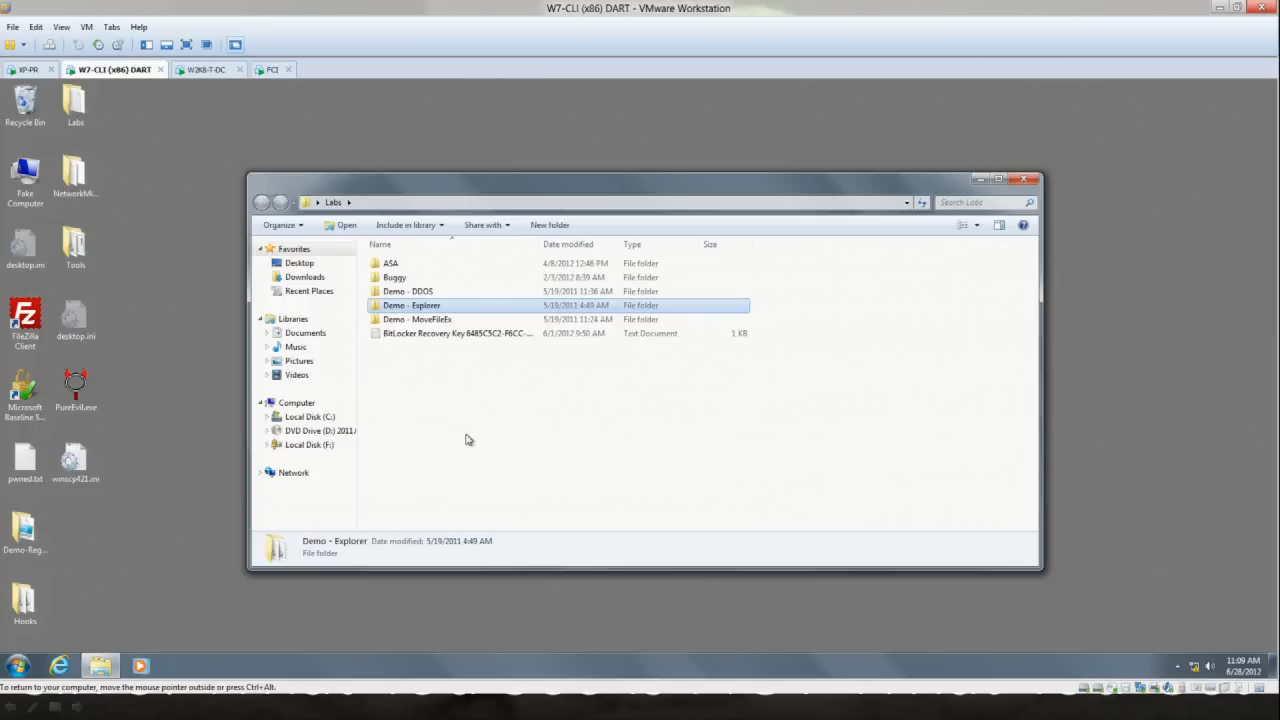 W7-CLI (x86) DART - VMware Workstation
File Edit View VM Tabs Help
XP-PR W7-CLI (x86) DART W2K8-T-DC FCI
Recycle Bin
Labs
Fake Computer
NetworkMi...
desktop.ini
Tools
FileZilla Client
desktop.ini
Microsoft Baseline S...
PureEvil.exe
pwned.txt
winscp421.ini
Demo-Reg...
Hooks
Labs
Search Labs
Organize Open Include in library Share with New folder
Name Date modified Type Size
Favorites
Desktop
Downloads
Recent Places
Libraries
Documents
Music
Pictures
Videos
Computer
Local Disk (C:)
DVD Drive (D:) 2011.
Local Disk (F:)
Network
ASA 4/8/2012 12:46 PM File folder
Buggy 2/3/2012 8:39 AM File folder
Demo - DDOS 5/19/2011 11:36 AM File folder
Demo - Explorer 5/19/2011 4:49 AM File folder
Demo - MoveFileEx 5/19/2011 11:24 AM File folder
BitLocker Recovery Key 6485C5C2-F6CC-... 6/1/2012 9:50 AM Text Document 1 KB
Demo - Explorer Date modified: 5/19/2011 4:49 AM
File folder
11:09 AM
6/28/2012
To return to your computer, move the mouse pointer outside or press Ctrl+Alt.